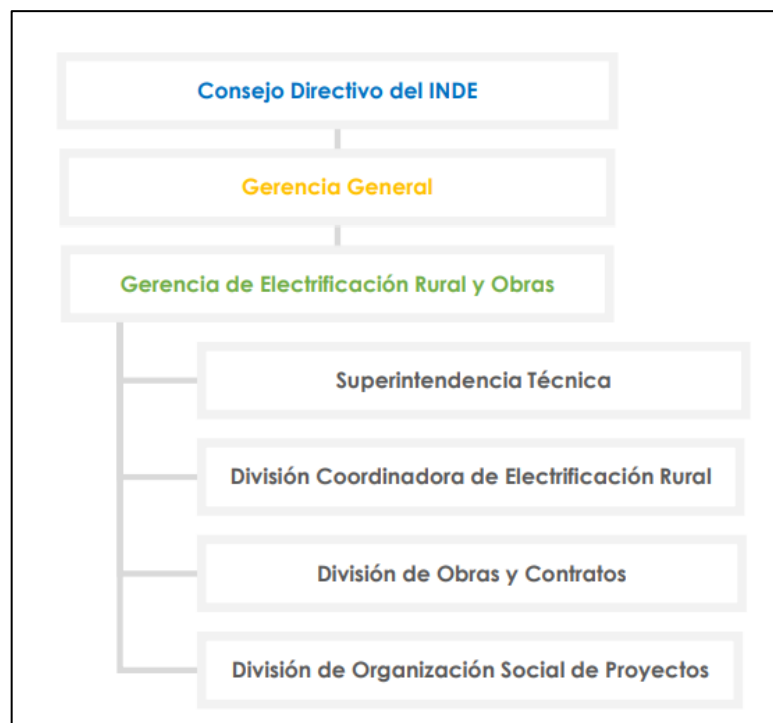 Consejo Directivo del INDE
Gerencia General
Gerencia de Electrificación Rural y Obras
Superintendencia Técnica
División Coordinadora de Electrificación Rural
División de Obras y Contratos
División de Organización Social de Proyectos